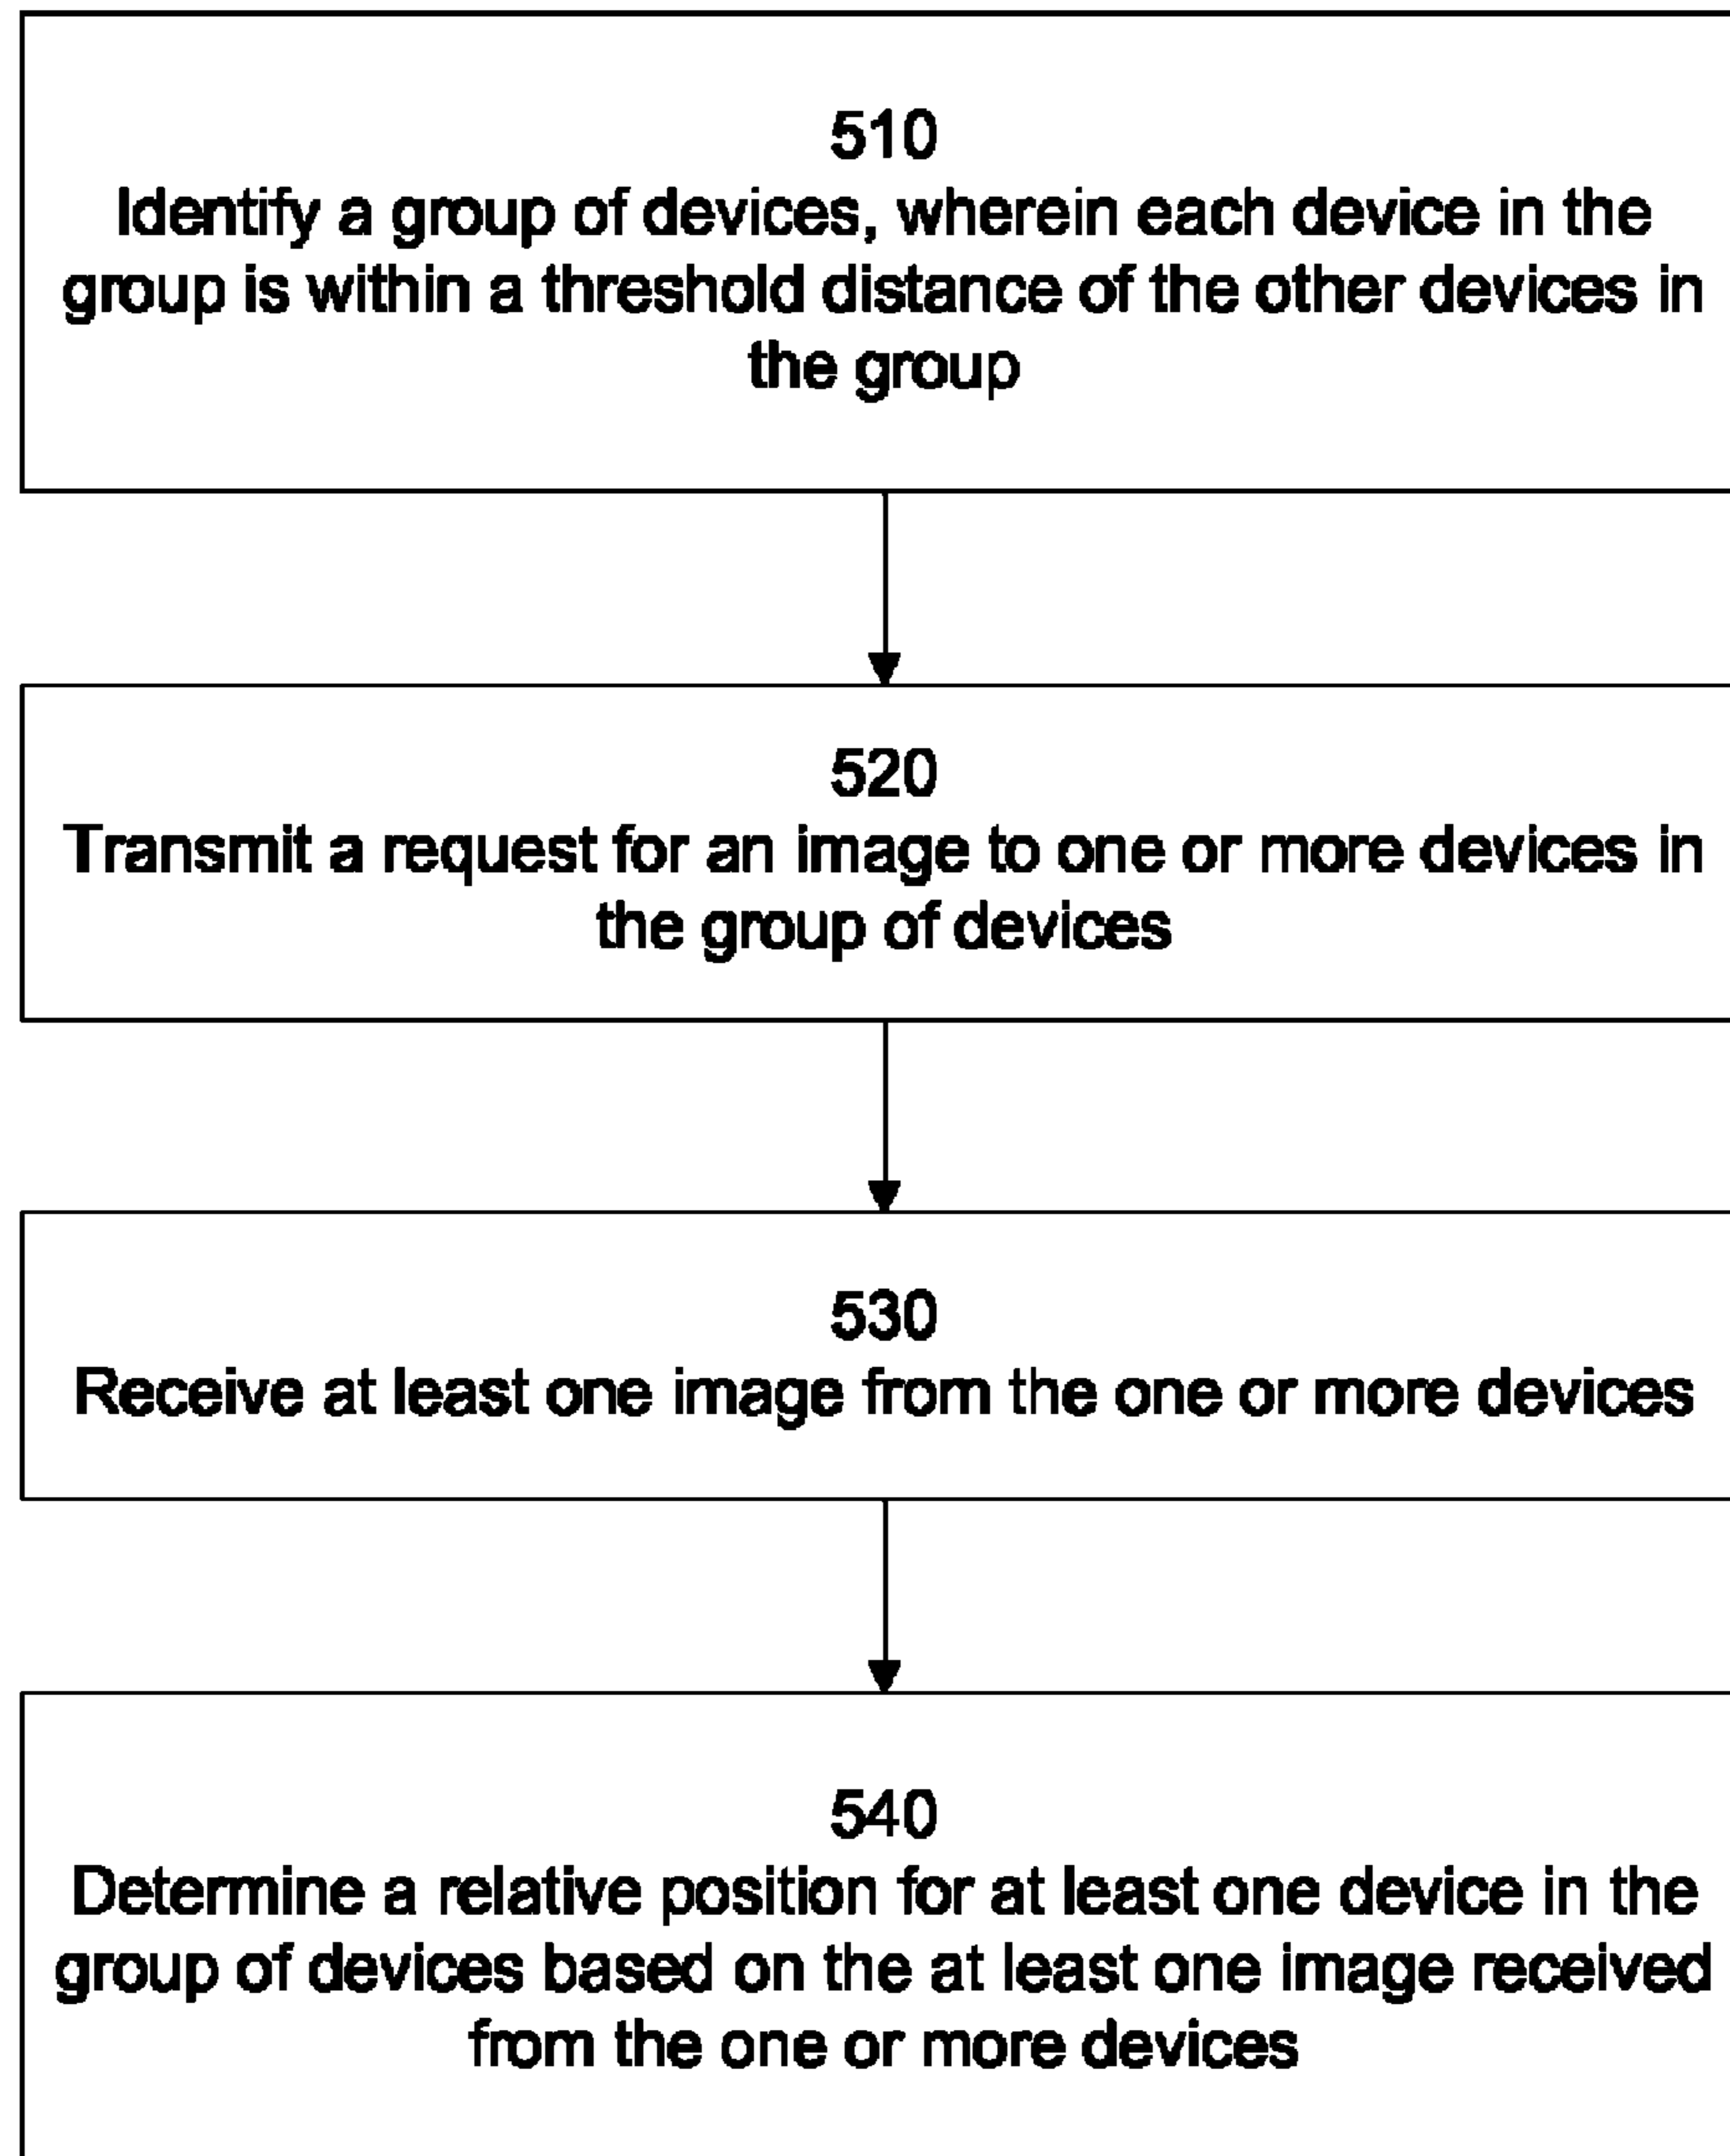 510
Identify a group of devices, wherein each device in the
group is within a threshold distance of the other devices in
the group
520
Transmit a request for an image to one or more devices in
the group of devices
530
Receive at least one image from the one or more devices
540
Determine a relative position for at least one device in the
group of devices based on the at least one image received
from the one or more devices